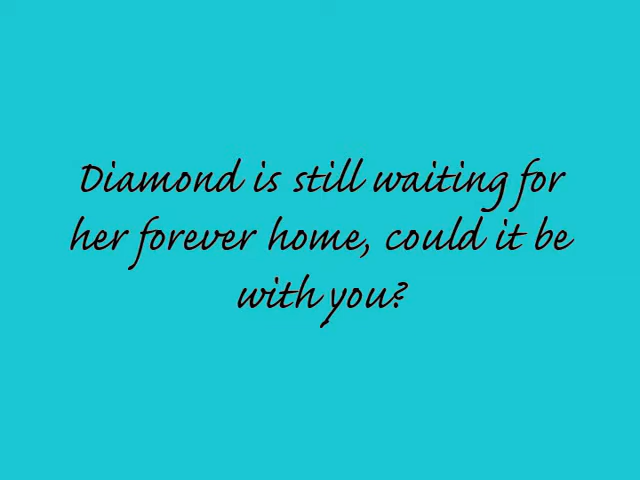 Diamond is still waiting for
her forever home, could it be
with you?